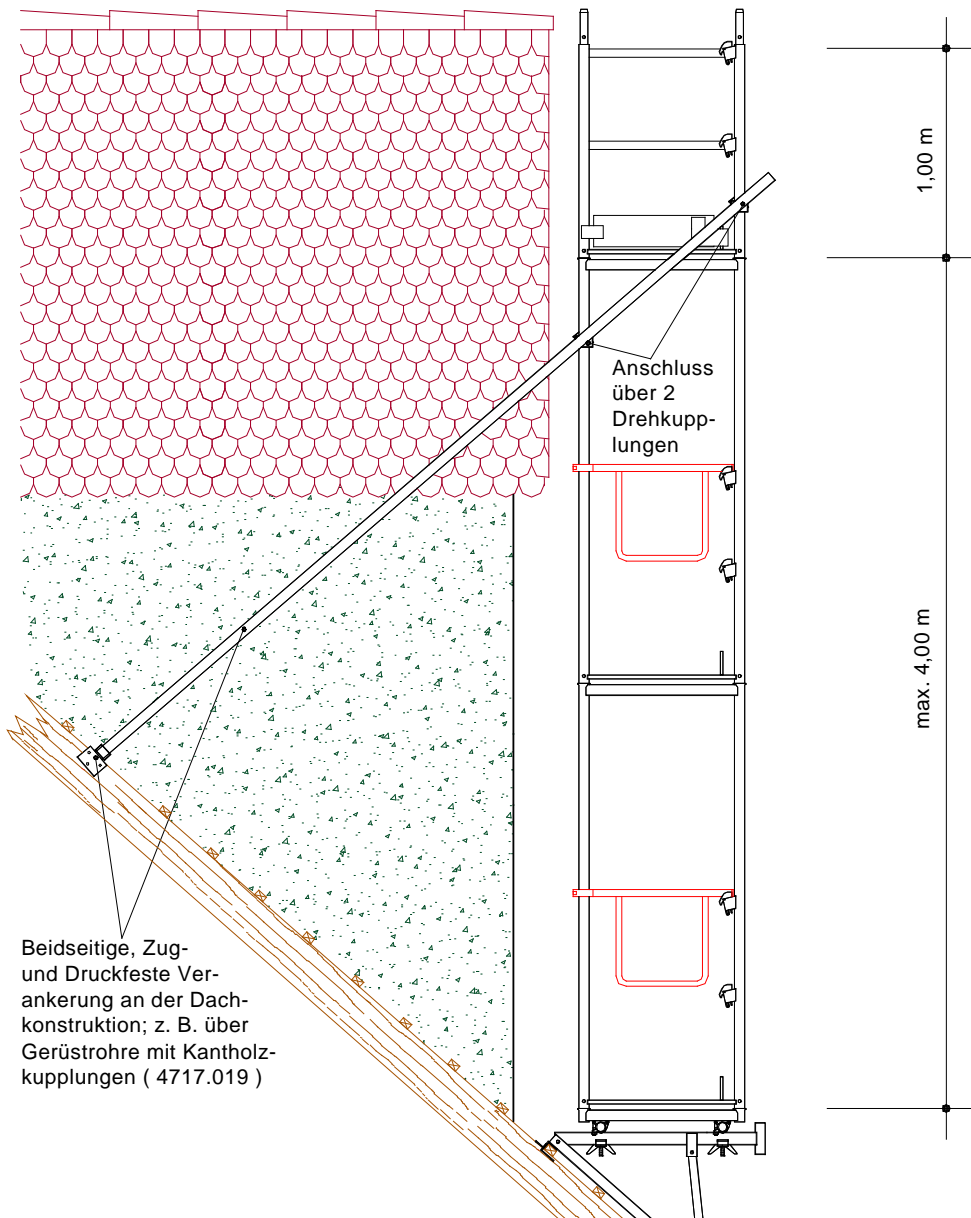 1,00 m
Anschluss
über 2
Drehkupp-
lungen
max. 4,00 m
Beidseitige, Zug-
und Druckfeste Ver-
ankerung an der Dach-
konstruktion; z. B. über
Gerüstrohre mit Kantholz-
kupplungen ( 4717.019 )